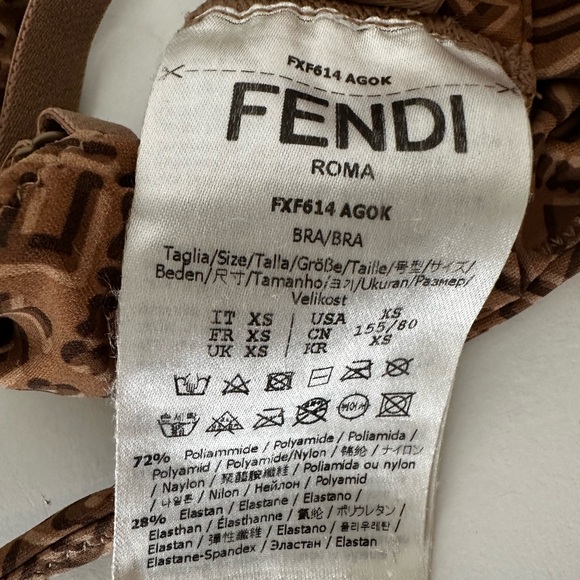 FXF614 AGOK
FENDI
ROMA
FXF614 AGOK
BRA/BRA
Taglia/Size/Talla/Größe/Taille/号型/サイズ/
Beden/尺寸/Tamanho/크기/Ukuran/Размер/
Velikost
IT XS | USA XS
FR XS | CN 155/80
UK XS | KR XS
72% Poliammide / Polyamide / Poliamida /
Polyamid / Polyamide/Nylon / 锦纶 / ナイロン
/ Naylon / 聚醯胺纖維 / Poliamida ou nylon
/ 나일론 / Nilon / Нейлон / Polyamid
28% Elastan / Elastane / Elastano /
Elasthan / Élasthanne / 氨纶 / ポリウレタン /
Elastan / 彈性纖維 / Elastano / 폴리우레탄 /
Elastane-Spandex / Эластан / Elastan